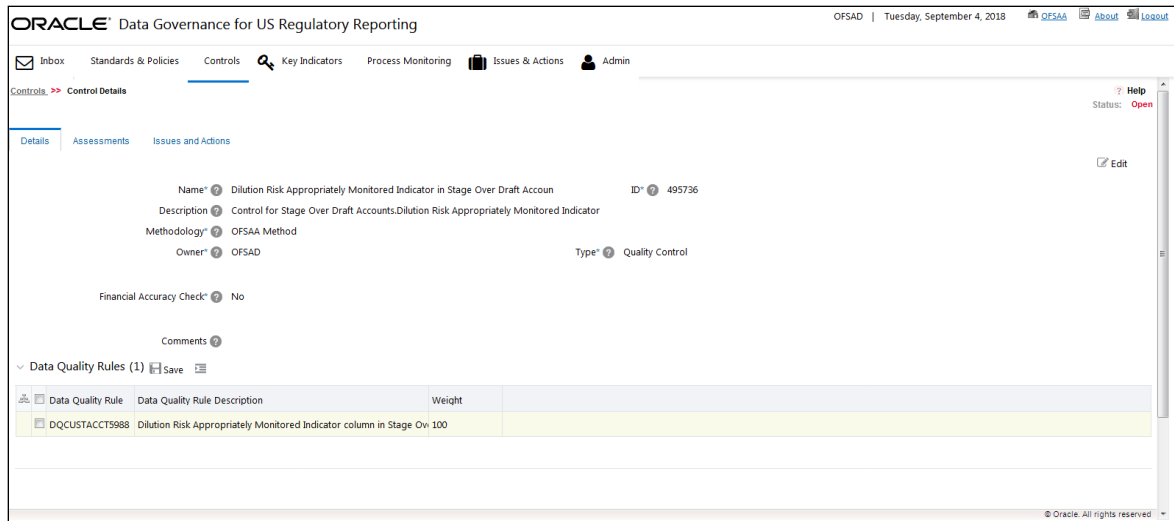 ORACLE® Data Governance for US Regulatory Reporting
OFSAD | Tuesday, September 4, 2018 OFSAA About Logout
Inbox Standards & Policies Controls Key Indicators Process Monitoring Issues & Actions Admin
Controls >> Control Details
? Help
Status: Open
Details Assessments Issues and Actions
Edit
Name* ? Dilution Risk Appropriately Monitored Indicator in Stage Over Draft Accoun ID* ? 495736
Description ? Control for Stage Over Draft Accounts.Dilution Risk Appropriately Monitored Indicator
Methodology* ? OFSAA Method
Owner* ? OFSAD Type* ? Quality Control
Financial Accuracy Check* ? No
Comments ?
Data Quality Rules (1) Save
Data Quality Rule Data Quality Rule Description Weight
DQCUSTACCT5988 Dilution Risk Appropriately Monitored Indicator column in Stage Ov 100
© Oracle. All rights reserved